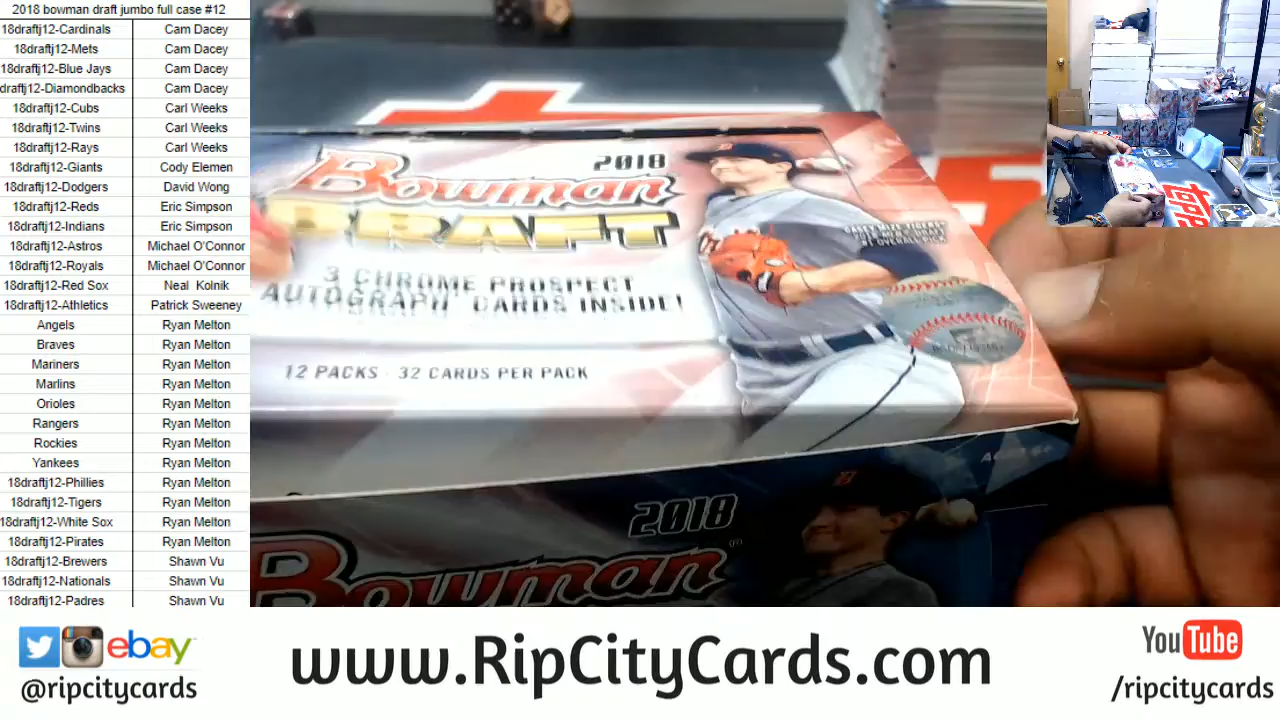 2018 bowman draft jumbo full case #12
18draftj12-Cardinals Cam Dacey
18draftj12-Mets Cam Dacey
18draftj12-Blue Jays Cam Dacey
draftj12-Diamondbacks Cam Dacey
18draftj12-Cubs Carl Weeks
18draftj12-Twins Carl Weeks
18draftj12-Rays Carl Weeks
18draftj12-Giants Cody Elemen
18draftj12-Dodgers David Wong
18draftj12-Reds Eric Simpson
18draftj12-Indians Eric Simpson
18draftj12-Astros Michael O'Connor
18draftj12-Royals Michael O'Connor
18draftj12-Red Sox Neal Kolnik
18draftj12-Athletics Patrick Sweeney
Angels Ryan Melton
Braves Ryan Melton
Mariners Ryan Melton
Marlins Ryan Melton
Orioles Ryan Melton
Rangers Ryan Melton
Rockies Ryan Melton
Yankees Ryan Melton
18draftj12-Phillies Ryan Melton
18draftj12-Tigers Ryan Melton
18draftj12-White Sox Ryan Melton
18draftj12-Pirates Ryan Melton
18draftj12-Brewers Shawn Vu
18draftj12-Nationals Shawn Vu
18draftj12-Padres Shawn Vu
2018
Bowman
DRAFT
3 CHROME PROSPECT
AUTOGRAPH CARDS INSIDE!
12 PACKS · 32 CARDS PER PACK
#1 OVERALL PICK
2018
Bowman
TOPPS
ebay
@ripcitycards
www.RipCityCards.com
YouTube
/ripcitycards